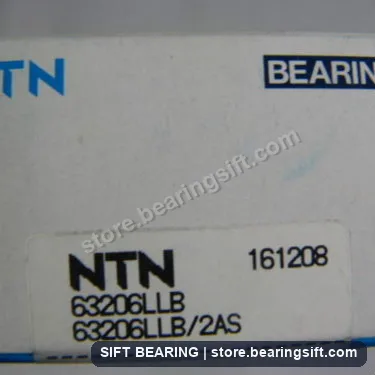 NTN
BEARIN
store.bearingsift.com
NTN
161208
63206LLB
63206LLB/2AS
SIFT BEARING | store.bearingsift.com